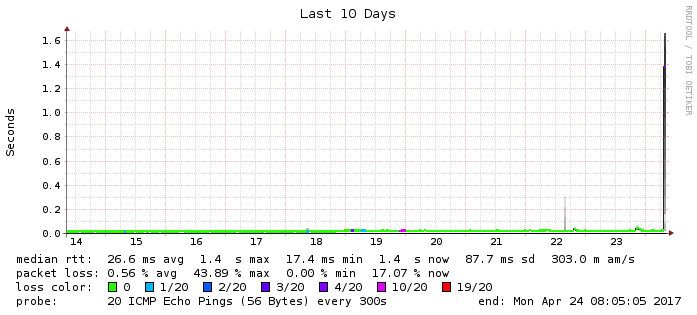 Last 10 Days
RRDTOOL / TOBI OETIKER
Seconds
1.6
1.4
1.2
1.0
0.8
0.6
0.4
0.2
0.0
14 15 16 17 18 19 20 21 22 23
median rtt: 26.6 ms avg 1.4 s max 17.4 ms min 1.4 s now 87.7 ms sd 303.0 m am/s
packet loss: 0.56 % avg 43.89 % max 0.00 % min 17.07 % now
loss color: 0 1/20 2/20 3/20 4/20 10/20 19/20
probe: 20 ICMP Echo Pings (56 Bytes) every 300s end: Mon Apr 24 08:05:05 2017